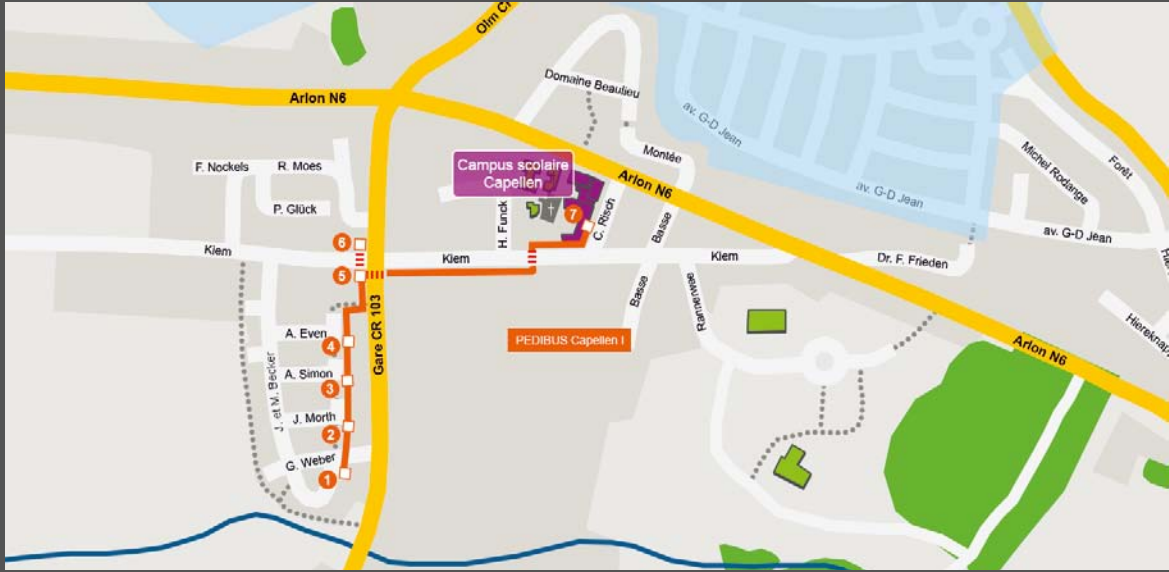 Olm Cr
Arlon N6
Domaine Beaulieu
av. G-D Jean
Montée
Michel Rodange
Forêt
F. Nockels
R. Moes
Campus scolaire
Capellen
Arlon N6
av. G-D Jean
P. Glück
H. Funck
7
C. Risch
Basse
av. G-D Jean
6
Klem
Klem
Klem
Dr. F. Frieden
5
Basse
Gare CR 103
A. Even
4
PEDIBUS Capellen I
Arlon N6
J. et M. Becker
A. Simon
3
J. Morth
2
G. Weber
1